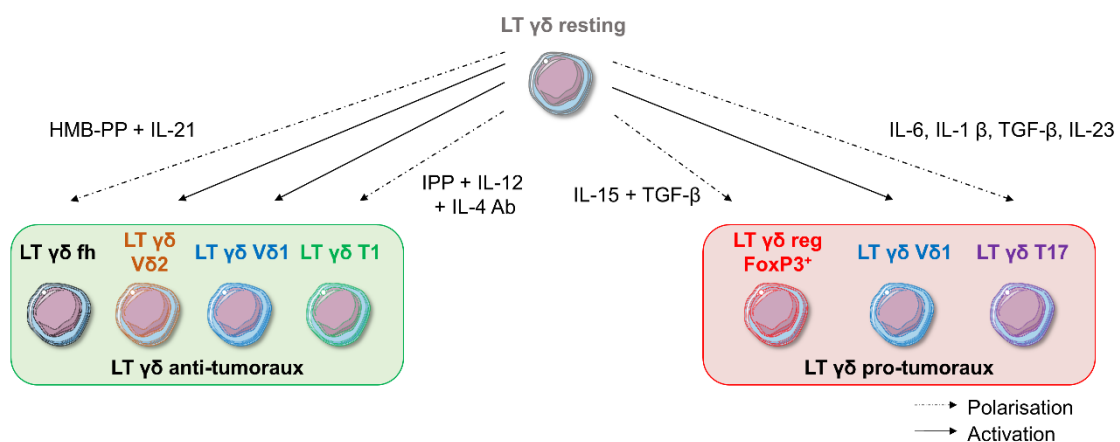 LT γδ resting
HMB-PP + IL-21
IL-6, IL-1 β, TGF-β, IL-23
IPP + IL-12
+ IL-4 Ab
IL-15 + TGF-β
LT γδ fh
LT γδ
Vδ2
LT γδ Vδ1
LT γδ T1
LT γδ anti-tumoraux
LT γδ reg
FoxP3⁺
LT γδ Vδ1
LT γδ T17
LT γδ pro-tumoraux
Polarisation
Activation